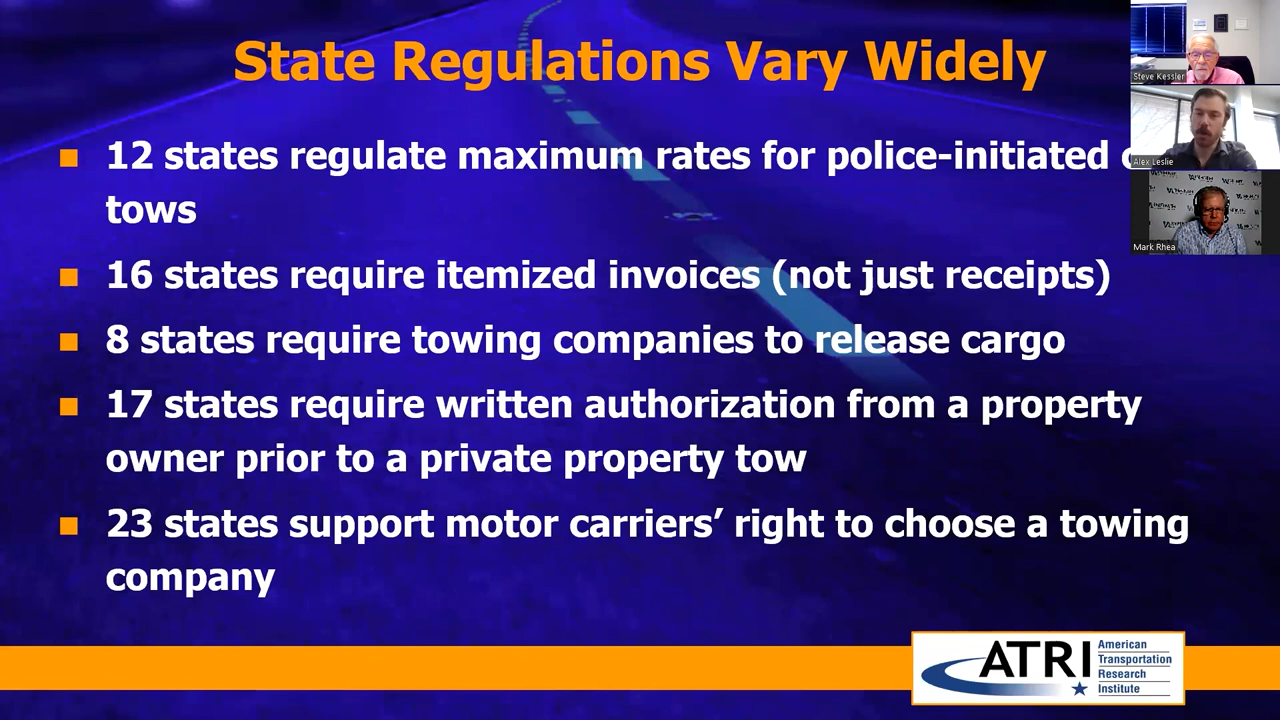 State Regulations Vary Widely
12 states regulate maximum rates for police-initiated
tows
16 states require itemized invoices (not just receipts)
8 states require towing companies to release cargo
17 states require written authorization from a property
owner prior to a private property tow
23 states support motor carriers’ right to choose a towing
company
Steve Kessler
Alex Leslie
Mark Rhea
ATRI
American
Transportation
Research
Institute